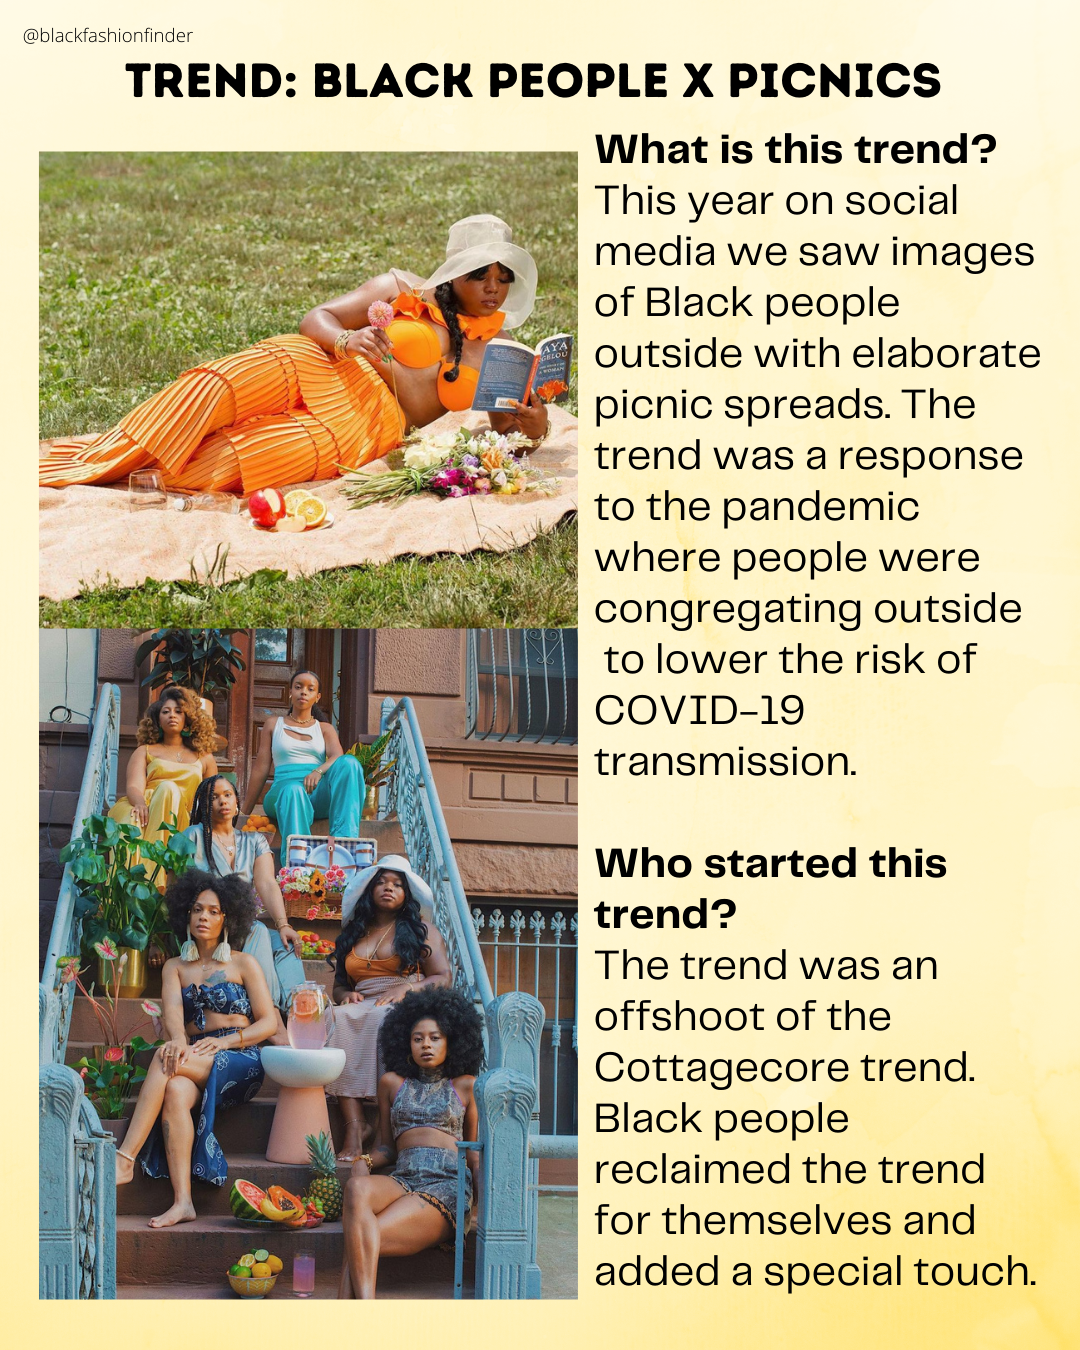 @blackfashionfinder
TREND: BLACK PEOPLE X PICNICS
What is this trend?
This year on social
media we saw images
of Black people
outside with elaborate
picnic spreads. The
trend was a response
to the pandemic
where people were
congregating outside
to lower the risk of
COVID-19
transmission.
Who started this
trend?
The trend was an
offshoot of the
Cottagecore trend.
Black people
reclaimed the trend
for themselves and
added a special touch.
AYA
GELOU
WOMAN